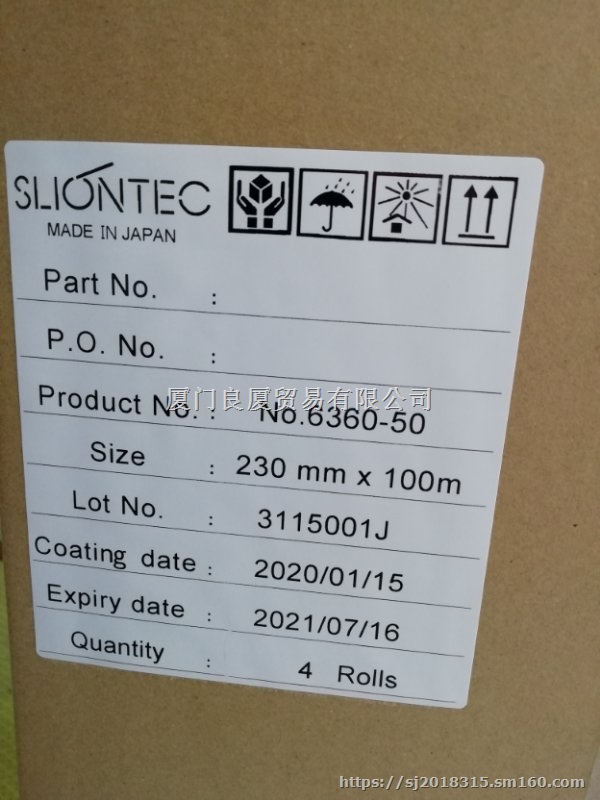 SLIONTEC
MADE IN JAPAN
Part No. :
P.O. No. :
Product No. : No.6360-50
厦门良厦贸易有限公司
Size : 230 mm x 100m
Lot No. : 3115001J
Coating date : 2020/01/15
Expiry date : 2021/07/16
Quantity : 4 Rolls
https://sj2018315.sm160.com